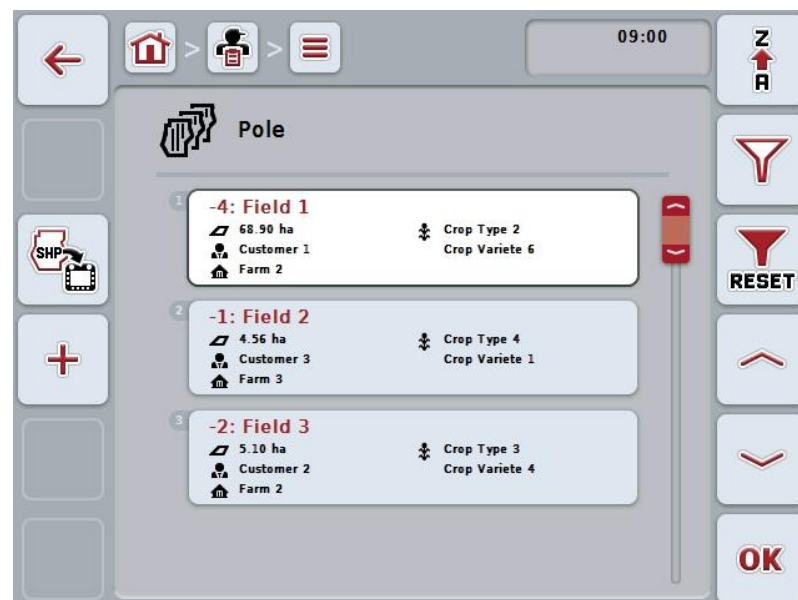 09:00
Z
A
Pole
1
-4: Field 1
68.90 ha
Crop Type 2
Customer 1
Crop Variete 6
Farm 2
SHP
RESET
2
-1: Field 2
4.56 ha
Crop Type 4
Customer 3
Crop Variete 1
Farm 3
3
-2: Field 3
5.10 ha
Crop Type 3
Customer 2
Crop Variete 4
Farm 2
OK